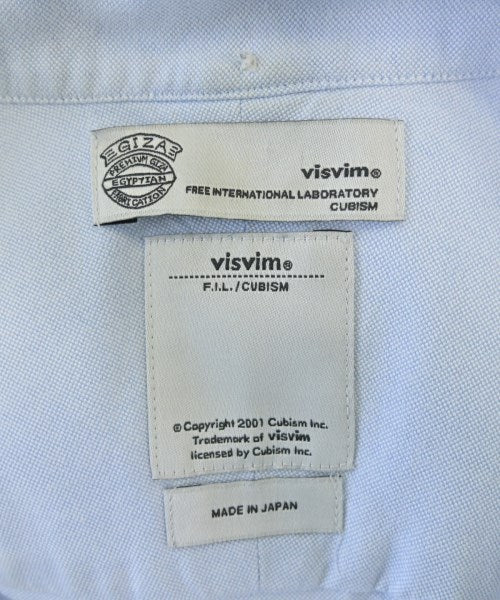 GIZA
PREMIUM GIZA
EGYPTIAN
FABRICATION
visvim®
FREE INTERNATIONAL LABORATORY
CUBISM
visvim®
F.I.L./CUBISM
© Copyright 2001 Cubism Inc.
Trademark of visvim
licensed by Cubism Inc.
MADE IN JAPAN